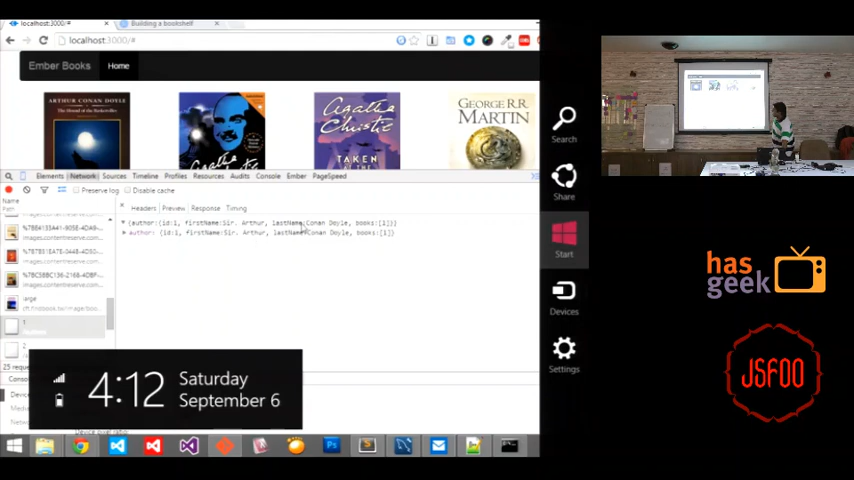 localhost:3000/#
Building a bookshelf
localhost:3000/#
Ember Books
Home
ARTHUR CONAN DOYLE
Agatha Christie
TAKEN
GEORGE R.R. MARTIN
Elements Network Sources Timeline Profiles Resources Audits Console Ember PageSpeed
Preserve log
Disable cache
Name
Path
Headers Preview Response Timing
{author:{id:1, firstName:Sir. Arthur, lastName:Conan Doyle, books:[1]}}
author: {id:1, firstName:Sir. Arthur, lastName:Conan Doyle, books:[1]}
images.contentreserve.com
images.contentreserve.com
images.contentreserve.com
large
1
2
25 reque
4:12
Saturday
September 6
Search
Share
Start
Devices
Settings
has
geek
JSFOO